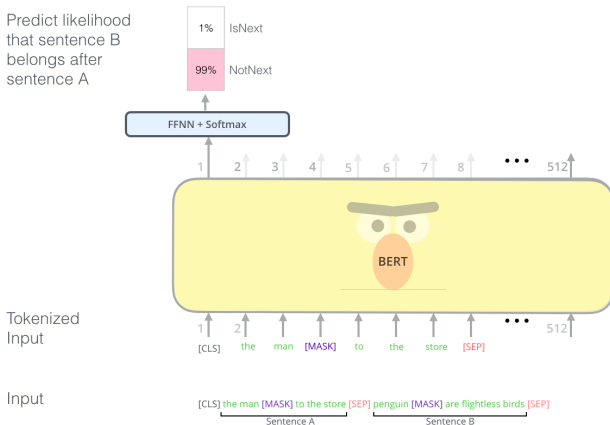 Predict likelihood
that sentence B
belongs after
sentence A
1% IsNext
99% NotNext
FFNN + Softmax
1 2 3 4 5 6 7 8 ••• 512
BERT
Tokenized
Input
1 2 ••• 512
[CLS] the man [MASK] to the store [SEP]
Input
[CLS] the man [MASK] to the store [SEP] penguin [MASK] are flightless birds [SEP]
Sentence A Sentence B